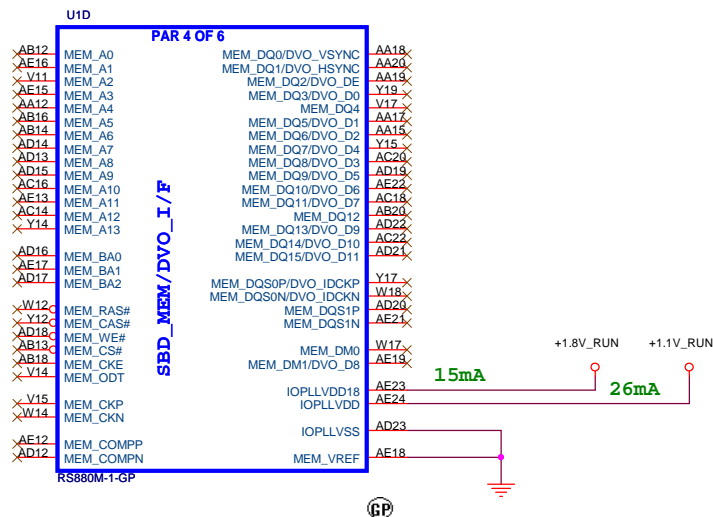 U1D
PAR 4 OF 6
AB12 MEM_A0 MEM_DQ0/DVO_VSYNC AA18
AE16 MEM_A1 MEM_DQ1/DVO_HSYNC AA20
V11 MEM_A2 MEM_DQ2/DVO_DE AA19
AE15 MEM_A3 MEM_DQ3/DVO_D0 Y19
AA12 MEM_A4 MEM_DQ4 V17
AB16 MEM_A5 MEM_DQ5/DVO_D1 AA17
AB14 MEM_A6 MEM_DQ6/DVO_D2 AA15
AD14 MEM_A7 MEM_DQ7/DVO_D4 Y15
AD13 MEM_A8 MEM_DQ8/DVO_D3 AC20
AD15 MEM_A9 MEM_DQ9/DVO_D5 AD19
AC16 MEM_A10 MEM_DQ10/DVO_D6 AE22
AE13 MEM_A11 MEM_DQ11/DVO_D7 AC18
AC14 MEM_A12 MEM_DQ12 AB20
Y14 MEM_A13 MEM_DQ13/DVO_D9 AD22
MEM_DQ14/DVO_D10 AC22
AD16 MEM_BA0 MEM_DQ15/DVO_D11 AD21
AE17 MEM_BA1
AD17 MEM_BA2 MEM_DQS0P/DVO_IDCKP Y17
MEM_DQS0N/DVO_IDCKN W18
W12 MEM_RAS# MEM_DQS1P AD20
Y12 MEM_CAS# MEM_DQS1N AE21
AD18 MEM_WE#
AB13 MEM_CS# MEM_DM0 W17
AB18 MEM_CKE MEM_DM1/DVO_D8 AE19
V14 MEM_ODT
SBD_MEM/DVO_I/F
+1.8V_RUN +1.1V_RUN
15mA
IOPLLVDD18 AE23
26mA
V15 MEM_CKP IOPLLVDD AE24
W14 MEM_CKN
IOPLLVSS AD23
AE12 MEM_COMPP
AD12 MEM_COMPN MEM_VREF AE18
RS880M-1-GP
GP